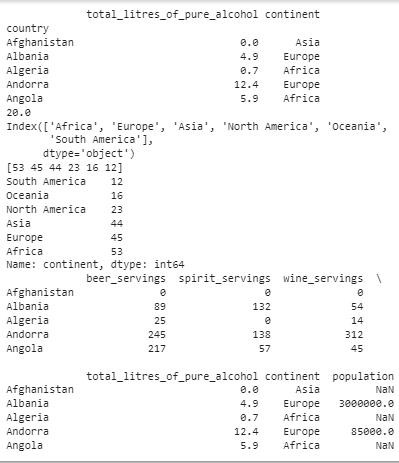 total_litres_of_pure_alcohol continent
country
Afghanistan 0.0 Asia
Albania 4.9 Europe
Algeria 0.7 Africa
Andorra 12.4 Europe
Angola 5.9 Africa
20.0
Index(['Africa', 'Europe', 'Asia', 'North America', 'Oceania',
'South America'],
dtype='object')
[53 45 44 23 16 12]
South America 12
Oceania 16
North America 23
Asia 44
Europe 45
Africa 53
Name: continent, dtype: int64
beer_servings spirit_servings wine_servings \
Afghanistan 0 0 0
Albania 89 132 54
Algeria 25 0 14
Andorra 245 138 312
Angola 217 57 45
total_litres_of_pure_alcohol continent population
Afghanistan 0.0 Asia NaN
Albania 4.9 Europe 3000000.0
Algeria 0.7 Africa NaN
Andorra 12.4 Europe 85000.0
Angola 5.9 Africa NaN